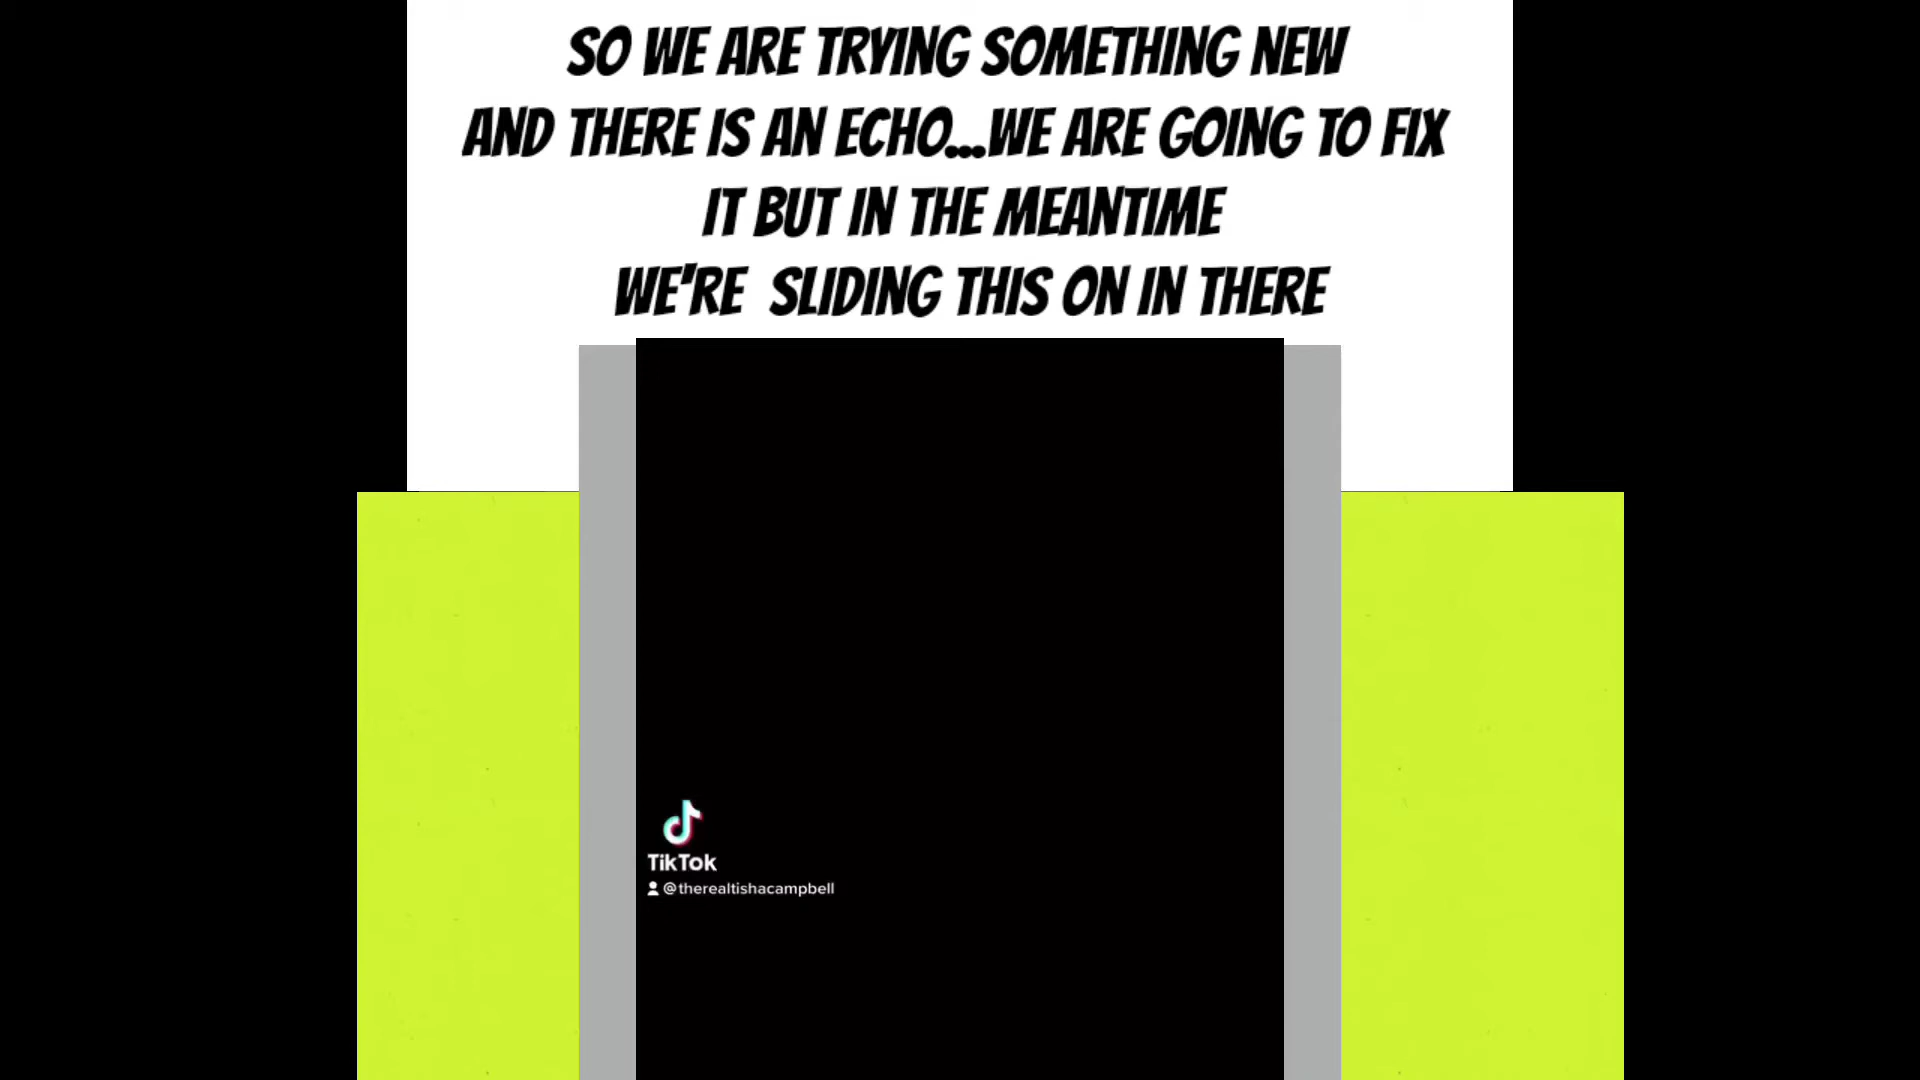 SO WE ARE TRYING SOMETHING NEW
AND THERE IS AN ECHO...WE ARE GOING TO FIX
IT BUT IN THE MEANTIME
WE'RE SLIDING THIS ON IN THERE
TikTok
@therealtishacampbell